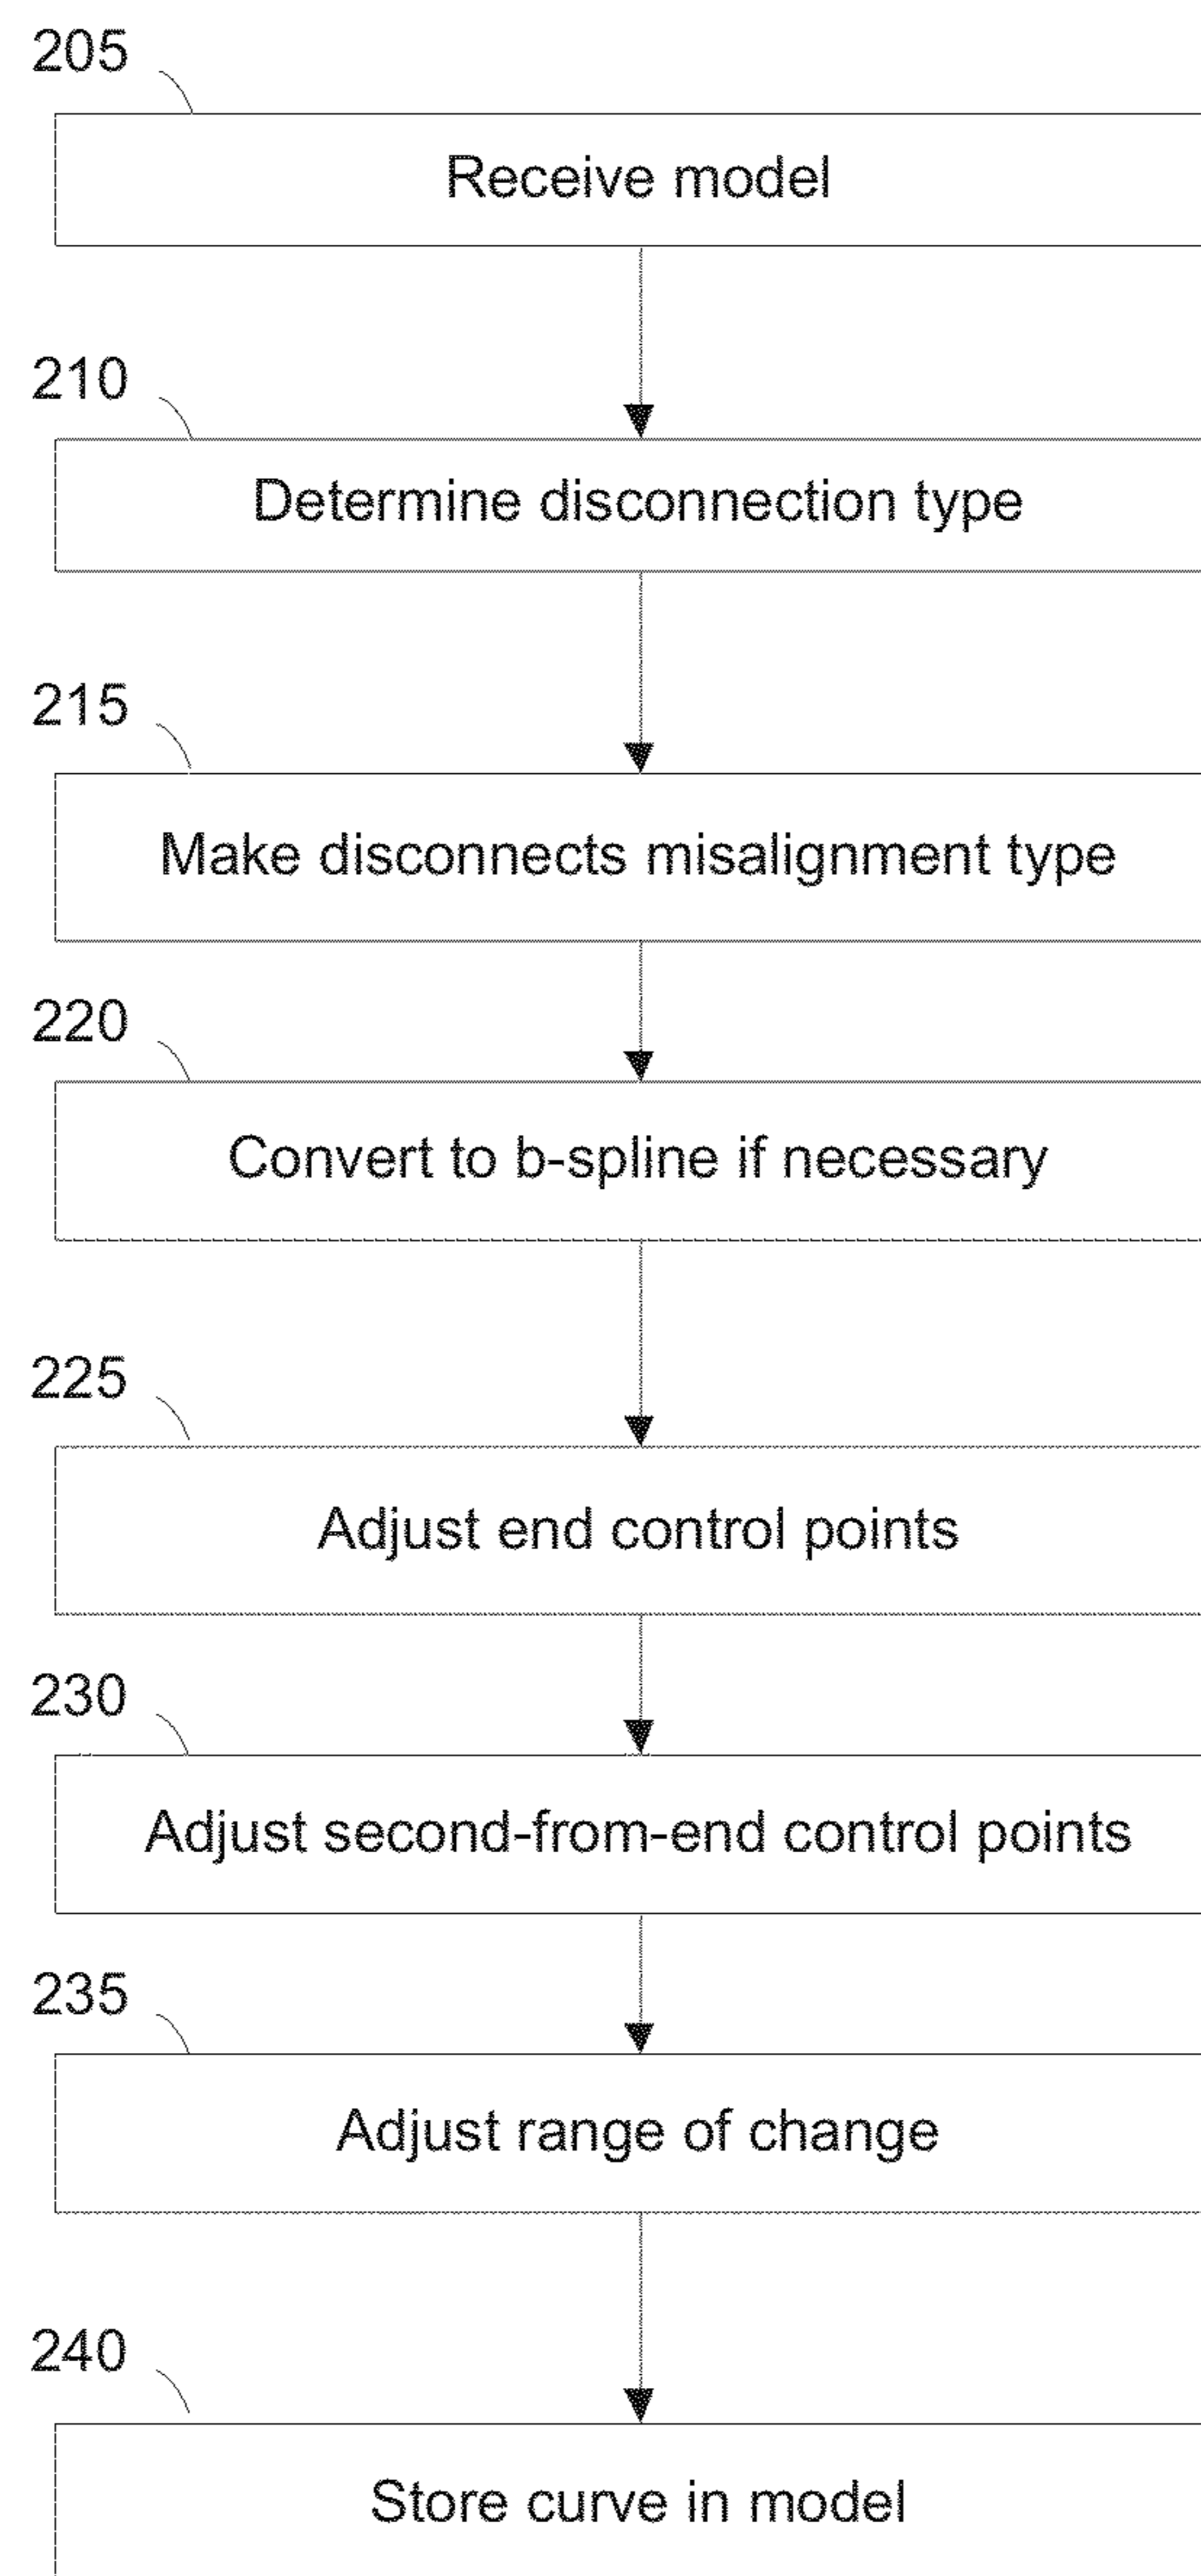 205
Receive model
210
Determine disconnection type
215
Make disconnects misalignment type
220
Convert to b-spline if necessary
225
Adjust end control points
230
Adjust second-from-end control points
235
Adjust range of change
240
Store curve in model